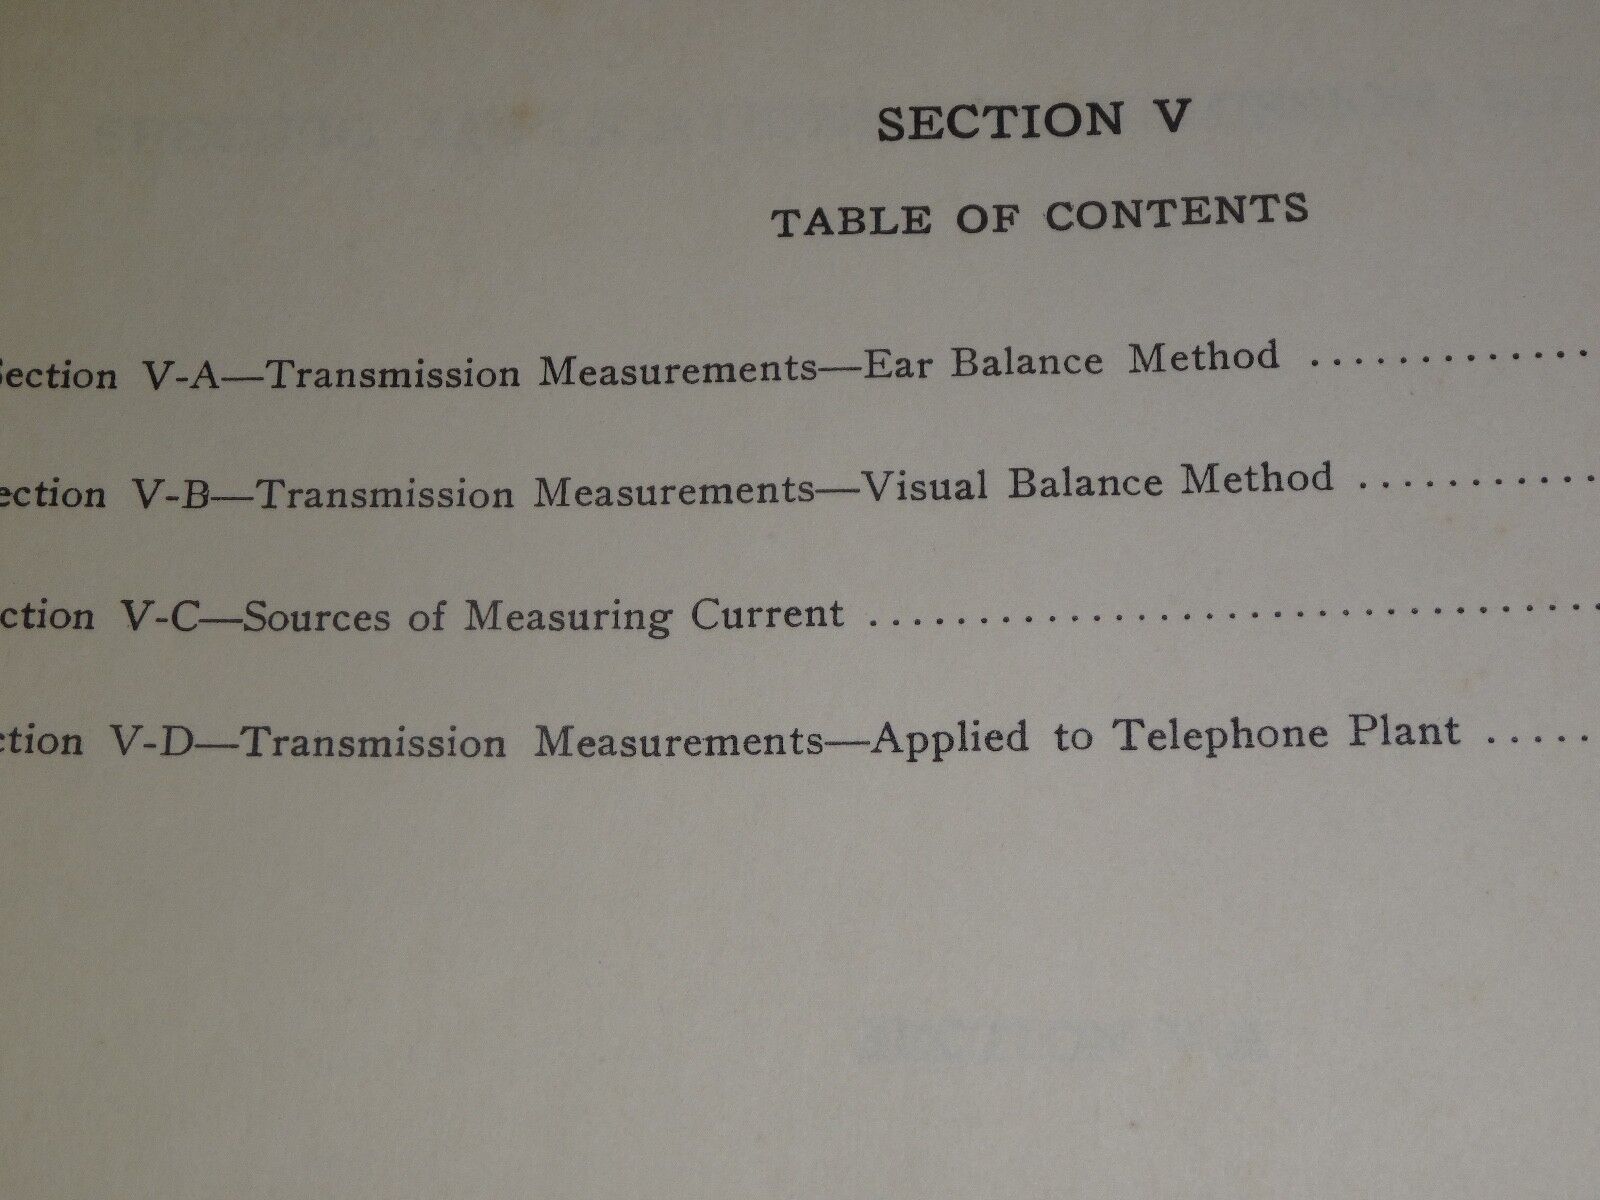 SECTION V
TABLE OF CONTENTS
Section V-A—Transmission Measurements—Ear Balance Method .............
ection V-B—Transmission Measurements—Visual Balance Method ...........
ction V-C—Sources of Measuring Current ...............................
ction V-D—Transmission Measurements—Applied to Telephone Plant .....